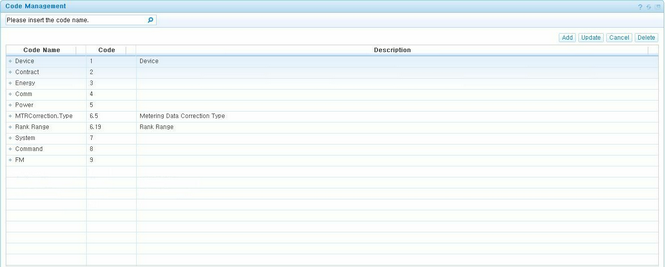 Code Management
Please insert the code name.
Add Update Cancel Delete
Code Name Code Description
Device 1 Device
Contract 2
Energy 3
Comm 4
Power 5
MTRCorrection,Type 6.5 Metering Data Correction Type
Rank Range 6.19 Rank Range
System 7
Command 8
FM 9